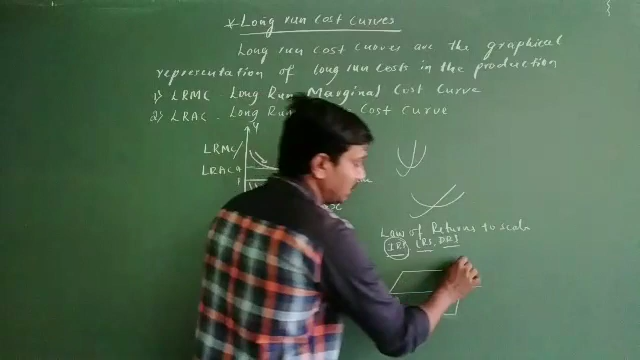 * Long run cost curves
Long run cost curves are the graphical
representation of long run costs in the production
1) LRMC - Long Run Marginal Cost Curve
2) LRAC - Long Run Cost Curve
Y
LRMC/
LRAC
Law of Returns to scale
IRS, CRS, DRS